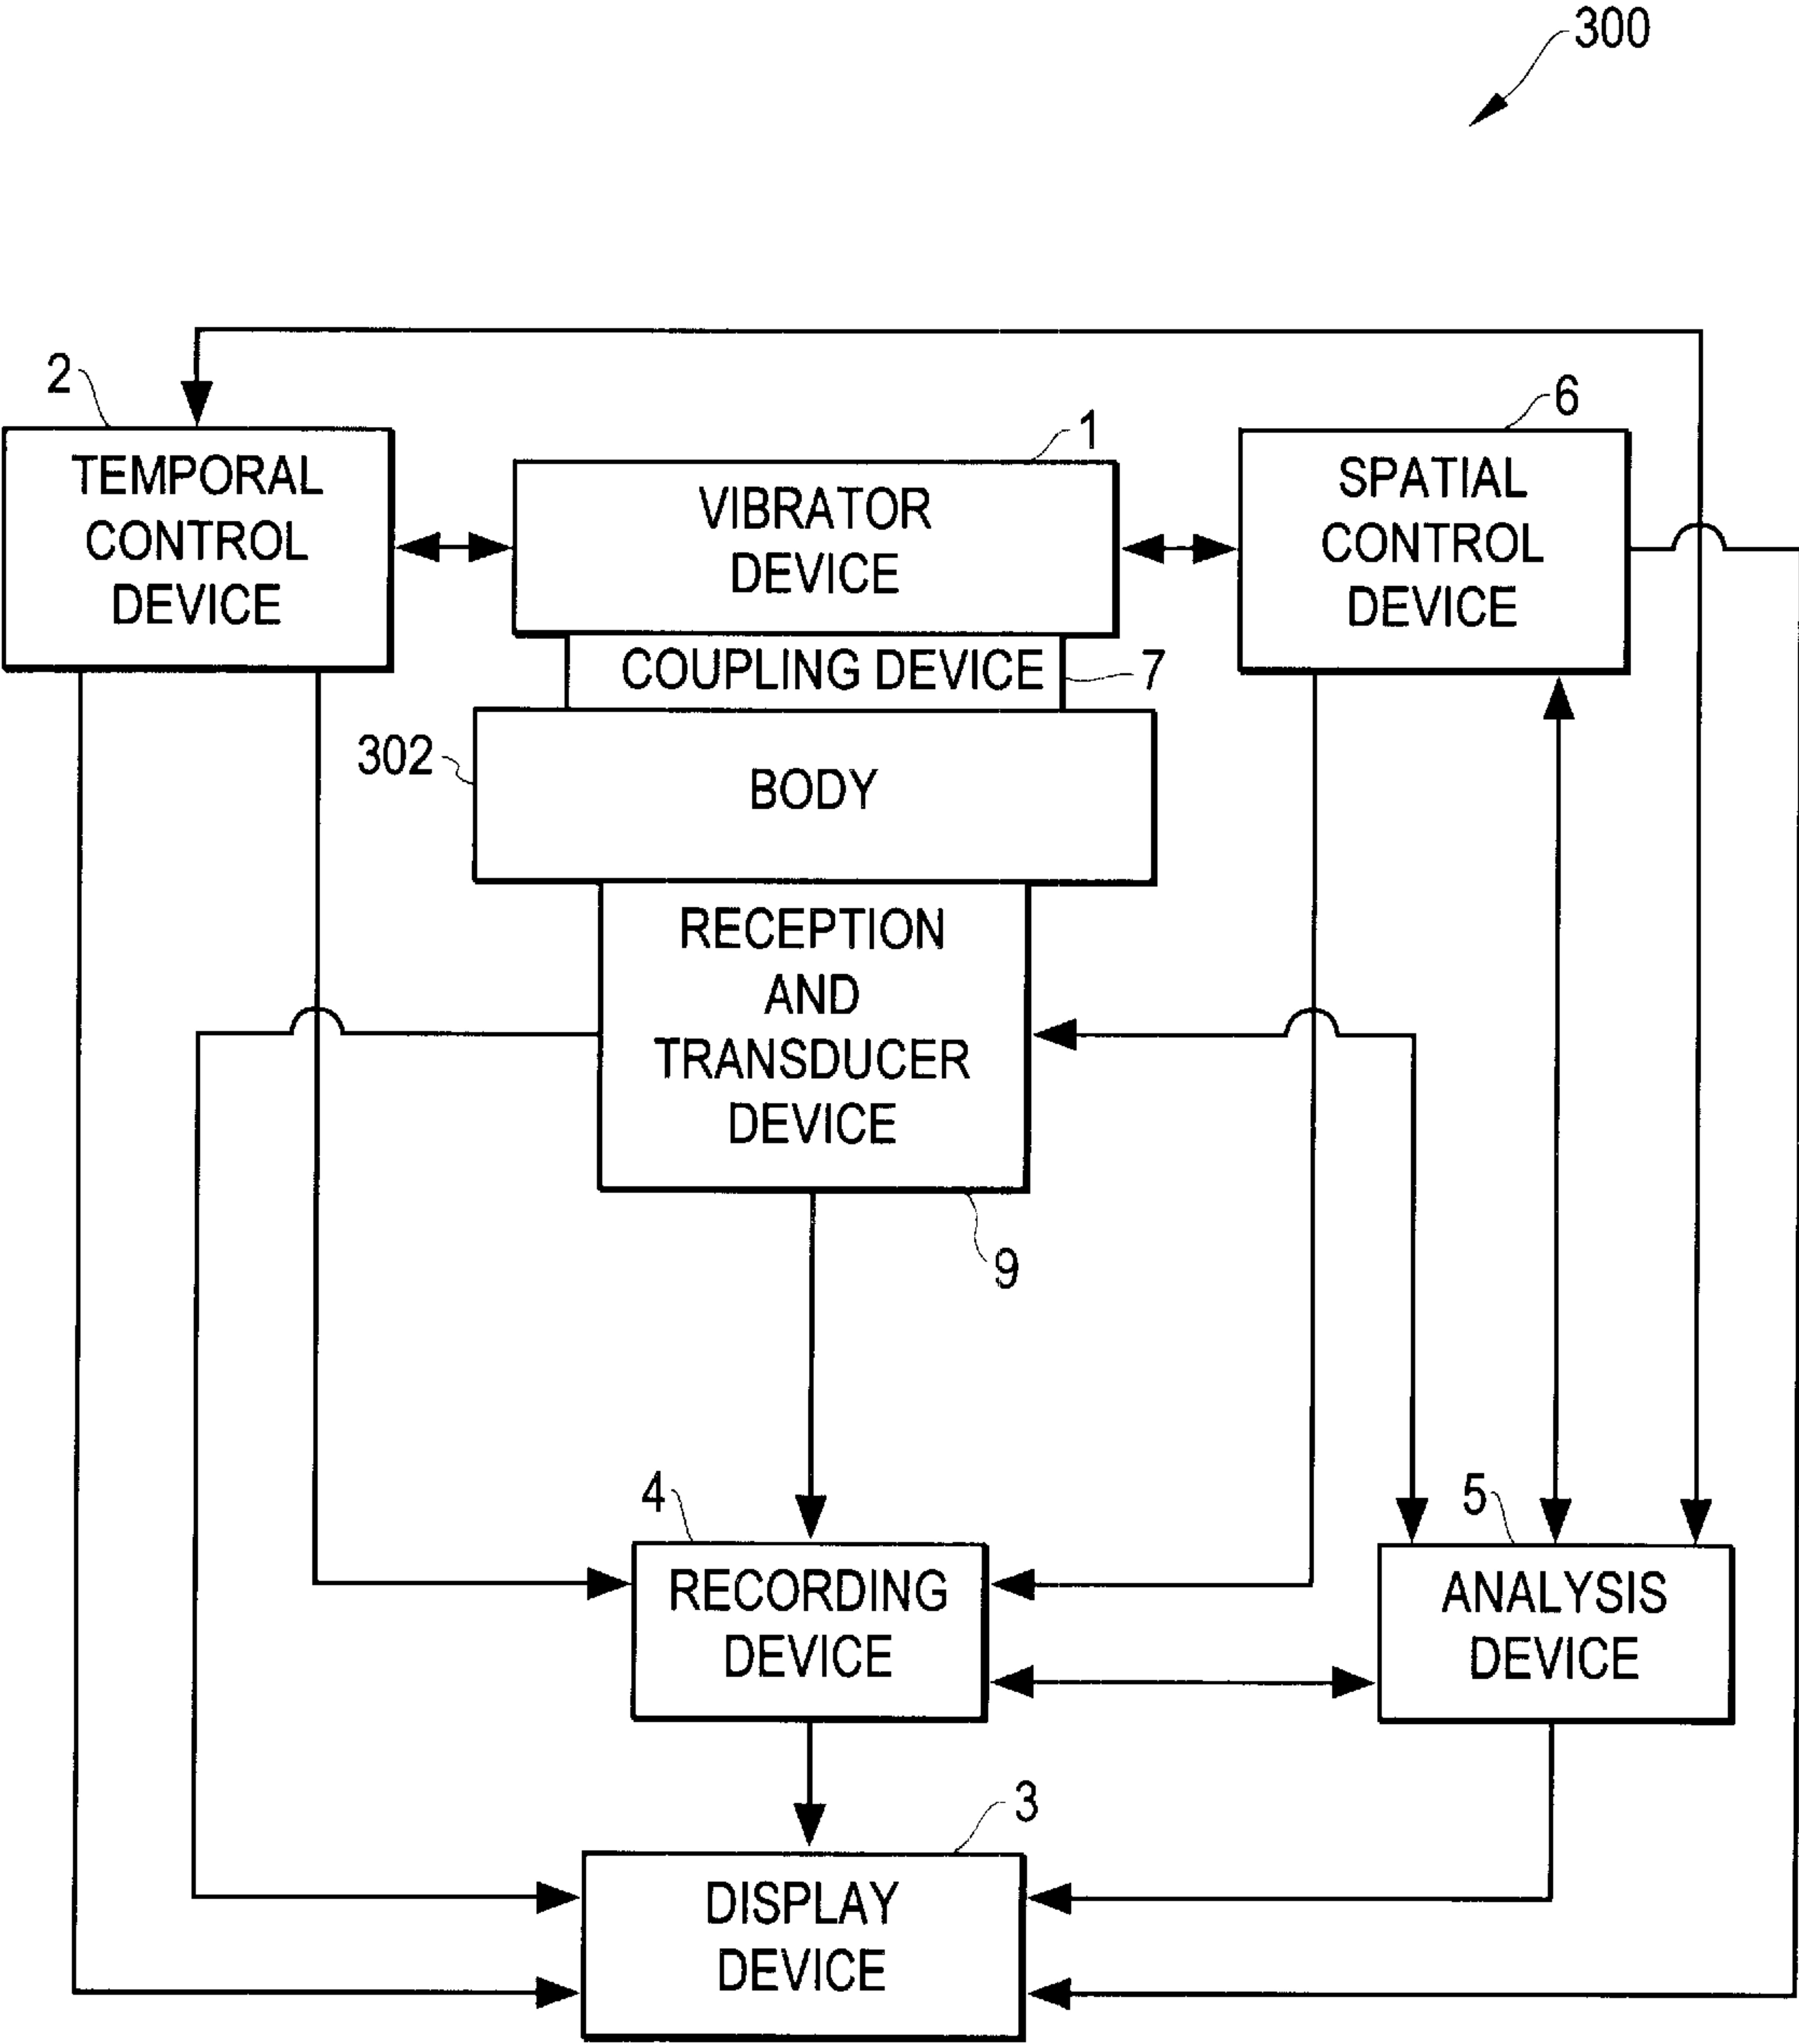 300
2
TEMPORAL
CONTROL
DEVICE
1
VIBRATOR
DEVICE
6
SPATIAL
CONTROL
DEVICE
COUPLING DEVICE
7
302
BODY
RECEPTION
AND
TRANSDUCER
DEVICE
9
4
RECORDING
DEVICE
5
ANALYSIS
DEVICE
3
DISPLAY
DEVICE